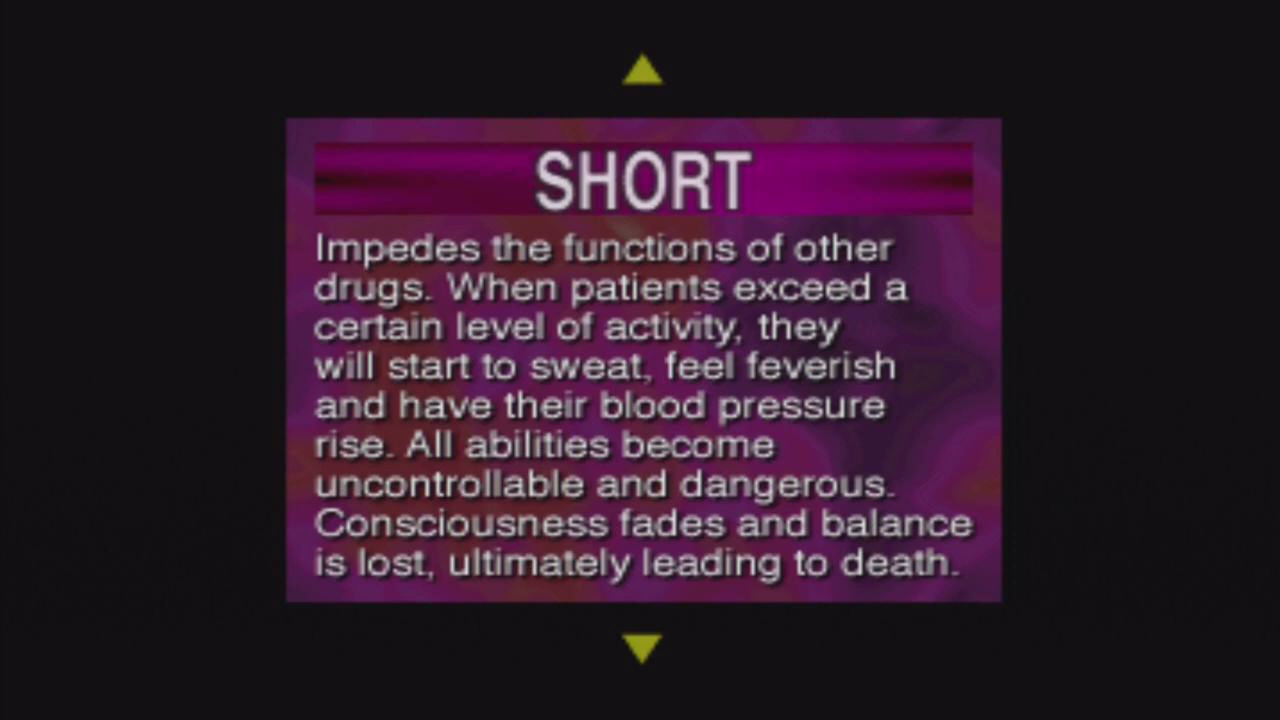 SHORT
Impedes the functions of other
drugs. When patients exceed a
certain level of activity, they
will start to sweat, feel feverish
and have their blood pressure
rise. All abilities become
uncontrollable and dangerous.
Consciousness fades and balance
is lost, ultimately leading to death.